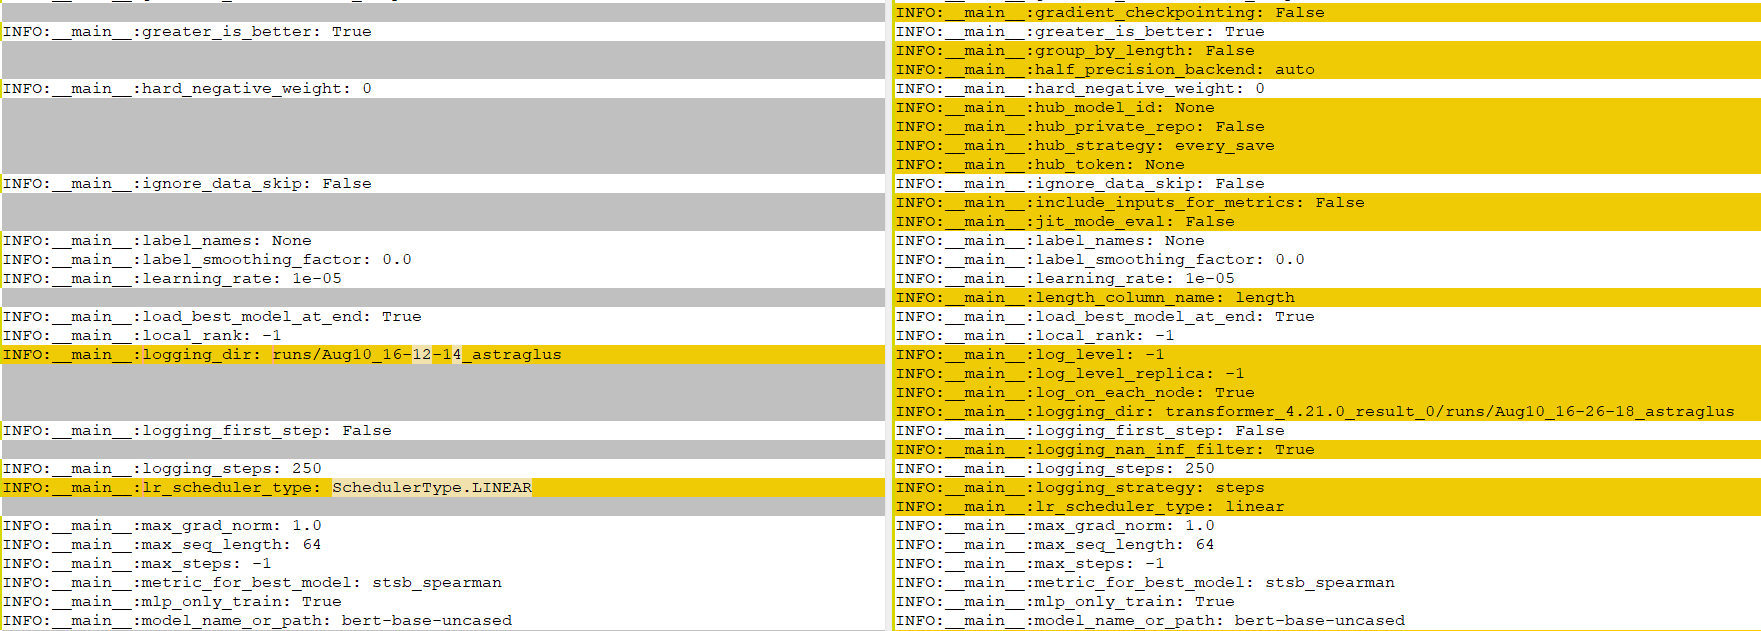 INFO:__main__:greater_is_better: True
INFO:__main__:hard_negative_weight: 0
INFO:__main__:ignore_data_skip: False
INFO:__main__:label_names: None
INFO:__main__:label_smoothing_factor: 0.0
INFO:__main__:learning_rate: 1e-05
INFO:__main__:load_best_model_at_end: True
INFO:__main__:local_rank: -1
INFO:__main__:logging_dir: runs/Aug10_16-12-14_astraglus
INFO:__main__:logging_first_step: False
INFO:__main__:logging_steps: 250
INFO:__main__:lr_scheduler_type: SchedulerType.LINEAR
INFO:__main__:max_grad_norm: 1.0
INFO:__main__:max_seq_length: 64
INFO:__main__:max_steps: -1
INFO:__main__:metric_for_best_model: stsb_spearman
INFO:__main__:mlp_only_train: True
INFO:__main__:model_name_or_path: bert-base-uncased
INFO:__main__:gradient_checkpointing: False
INFO:__main__:greater_is_better: True
INFO:__main__:group_by_length: False
INFO:__main__:half_precision_backend: auto
INFO:__main__:hard_negative_weight: 0
INFO:__main__:hub_model_id: None
INFO:__main__:hub_private_repo: False
INFO:__main__:hub_strategy: every_save
INFO:__main__:hub_token: None
INFO:__main__:ignore_data_skip: False
INFO:__main__:include_inputs_for_metrics: False
INFO:__main__:jit_mode_eval: False
INFO:__main__:label_names: None
INFO:__main__:label_smoothing_factor: 0.0
INFO:__main__:learning_rate: 1e-05
INFO:__main__:length_column_name: length
INFO:__main__:load_best_model_at_end: True
INFO:__main__:local_rank: -1
INFO:__main__:log_level: -1
INFO:__main__:log_level_replica: -1
INFO:__main__:log_on_each_node: True
INFO:__main__:logging_dir: transformer_4.21.0_result_0/runs/Aug10_16-26-18_astraglus
INFO:__main__:logging_first_step: False
INFO:__main__:logging_nan_inf_filter: True
INFO:__main__:logging_steps: 250
INFO:__main__:logging_strategy: steps
INFO:__main__:lr_scheduler_type: linear
INFO:__main__:max_grad_norm: 1.0
INFO:__main__:max_seq_length: 64
INFO:__main__:max_steps: -1
INFO:__main__:metric_for_best_model: stsb_spearman
INFO:__main__:mlp_only_train: True
INFO:__main__:model_name_or_path: bert-base-uncased